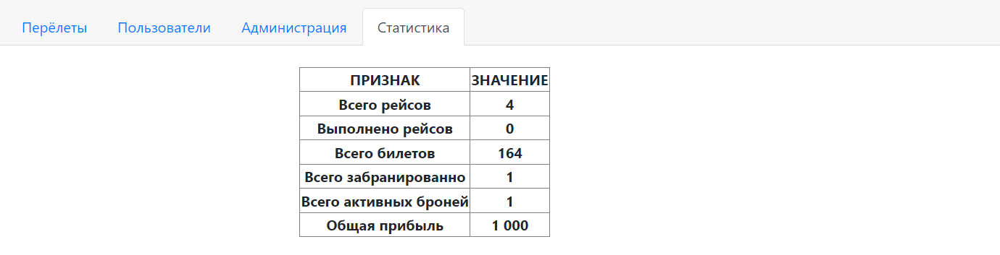 Перёлеты Пользователи Администрация Статистика
ПРИЗНАК ЗНАЧЕНИЕ
Всего рейсов 4
Выполнено рейсов 0
Всего билетов 164
Всего забранированно 1
Всего активных броней 1
Общая прибыль 1 000